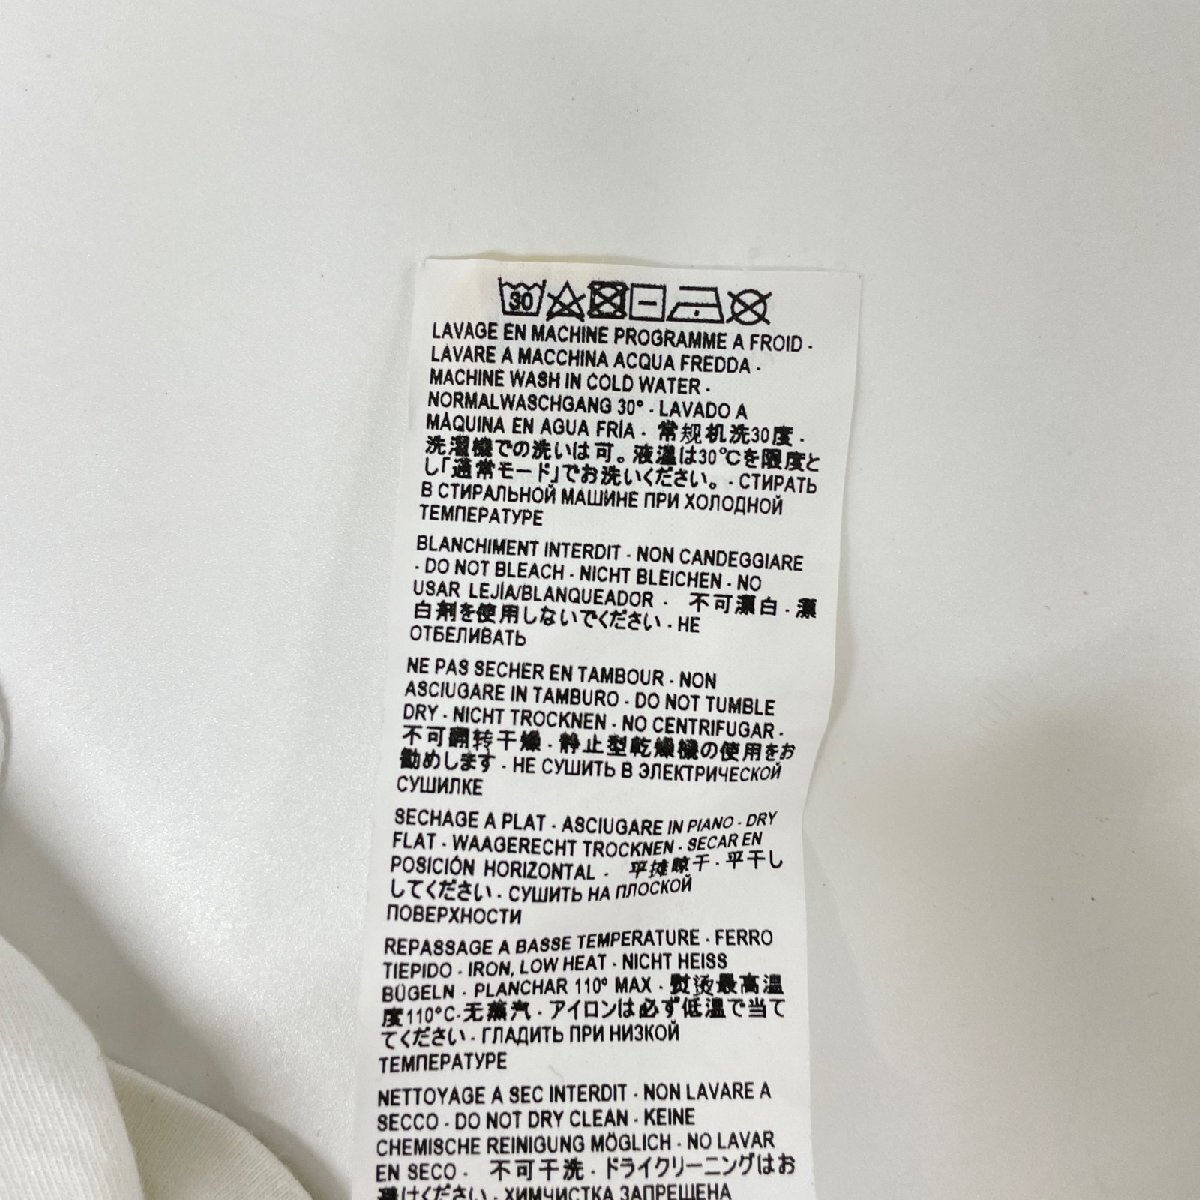 30
LAVAGE EN MACHINE PROGRAMME A FROID -
LAVARE A MACCHINA ACQUA FREDDA -
MACHINE WASH IN COLD WATER -
NORMALWASCHGANG 30° - LAVADO A
MÁQUINA EN AGUA FRÍA - 常规机洗30度 -
洗濯機での洗いは可。液温は30℃を限度と
し「通常モード」でお洗いください。- СТИРАТЬ
В СТИРАЛЬНОЙ МАШИНЕ ПРИ ХОЛОДНОЙ
ТЕМПЕРАТУРЕ
BLANCHIMENT INTERDIT - NON CANDEGGIARE
- DO NOT BLEACH - NICHT BLEICHEN - NO
USAR LEJÍA/BLANQUEADOR - 不可漂白 - 漂
白剤を使用しないでください - НЕ
ОТБЕЛИВАТЬ
NE PAS SECHER EN TAMBOUR - NON
ASCIUGARE IN TAMBURO - DO NOT TUMBLE
DRY - NICHT TROCKNEN - NO CENTRIFUGAR -
不可翻转干燥 - 静止型乾燥機の使用をお
勧めします - НЕ СУШИТЬ В ЭЛЕКТРИЧЕСКОЙ
СУШИЛКЕ
SECHAGE A PLAT - ASCIUGARE IN PIANO - DRY
FLAT - WAAGERECHT TROCKNEN - SECAR EN
POSICIÓN HORIZONTAL - 平摊晾干 - 平干し
してください - СУШИТЬ НА ПЛОСКОЙ
ПОВЕРХНОСТИ
REPASSAGE A BASSE TEMPERATURE - FERRO
TIEPIDO - IRON, LOW HEAT - NICHT HEISS
BÜGELN - PLANCHAR 110° MAX - 熨烫最高温
度110°C-无蒸汽 - アイロンは必ず低温で当て
てください - ГЛАДИТЬ ПРИ НИЗКОЙ
ТЕМПЕРАТУРЕ
NETTOYAGE A SEC INTERDIT - NON LAVARE A
SECCO - DO NOT DRY CLEAN - KEINE
CHEMISCHE REINIGUNG MÖGLICH - NO LAVAR
EN SECO - 不可干洗 - ドライクリーニングはお
避けください - ХИМЧИСТКА ЗАПРЕЩЕНА